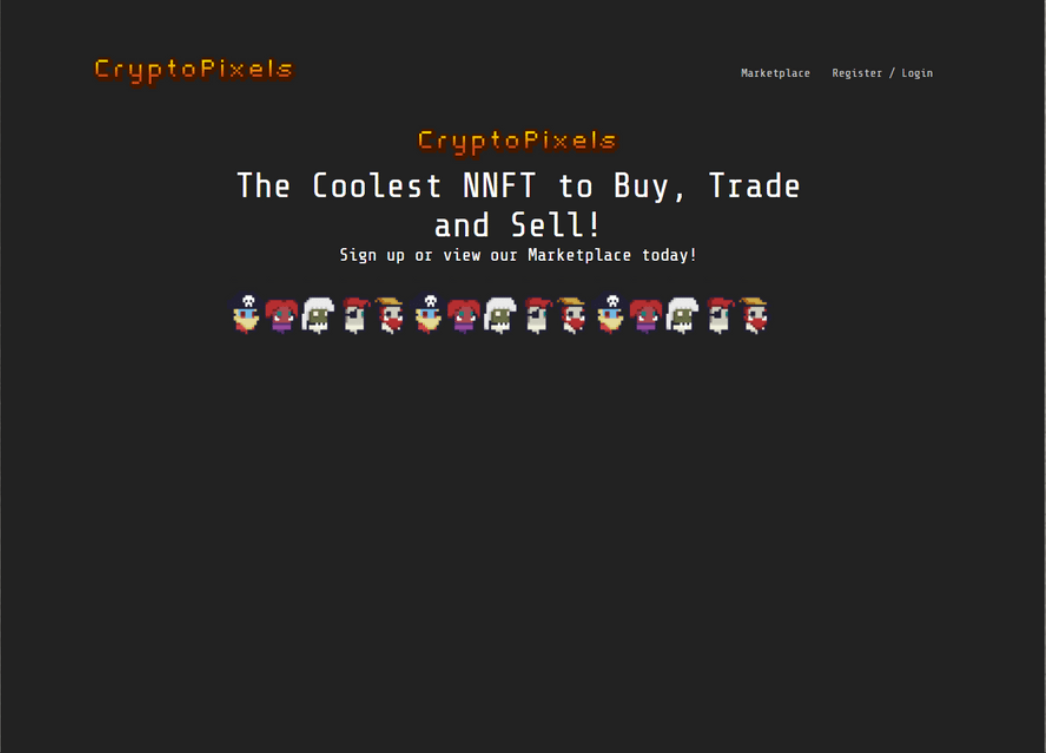 CryptoPixels
Marketplace
Register / Login
CryptoPixels
The Coolest NNFT to Buy, Trade
and Sell!
Sign up or view our Marketplace today!